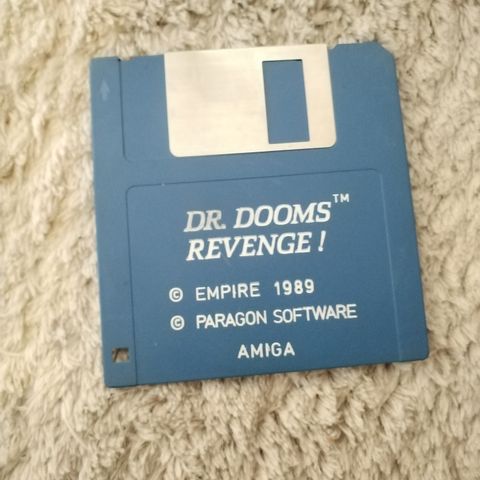 DR. DOOMS™
REVENGE!
© EMPIRE 1989
© PARAGON SOFTWARE
AMIGA